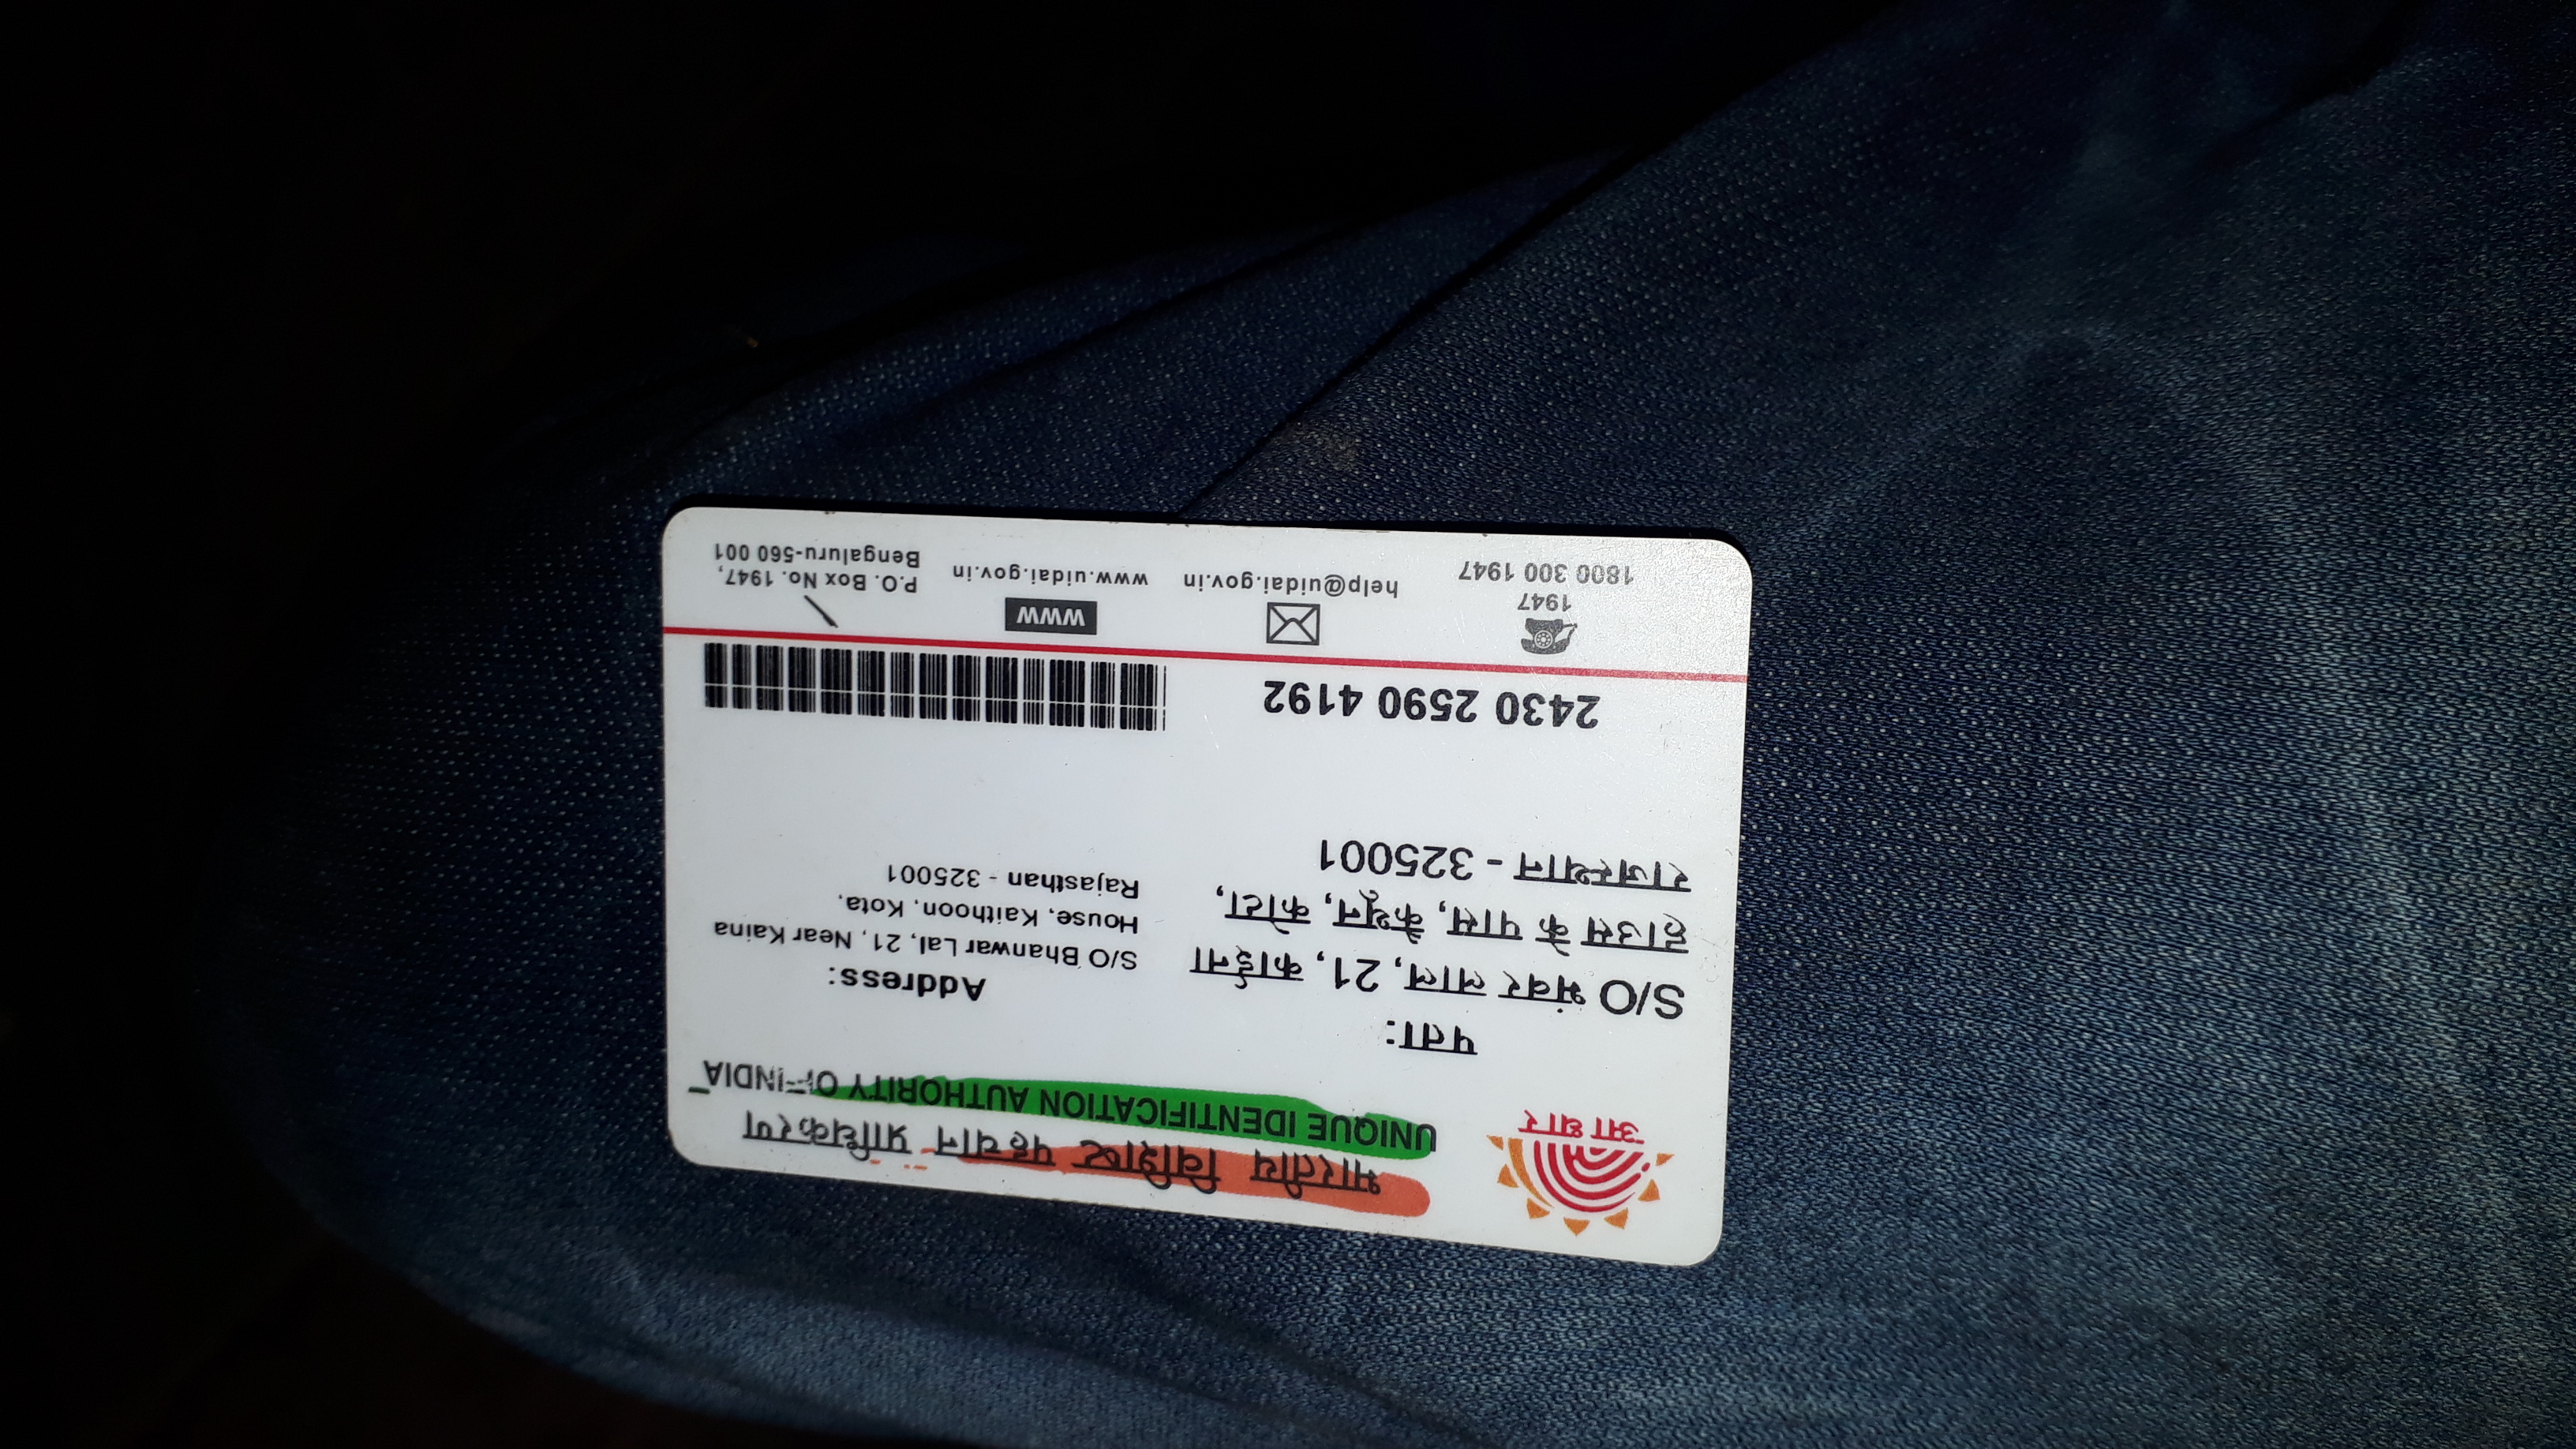 भारतीय विशिष्ट पहचान प्राधिकरण
UNIQUE IDENTIFICATION AUTHORITY OF INDIA
आधार
पता:
S/O भंवर लाल, 21, काईना
हाउस के पास, कैथून, कोटा,
राजस्थान - 325001
Address:
S/O Bhanwar Lal, 21, Near Kaina
House, Kaithoon, Kota,
Rajasthan - 325001
2430 2590 4192
1947
1800 300 1947
help@uidai.gov.in
WWW
www.uidai.gov.in
P.O. Box No. 1947,
Bengaluru-560 001